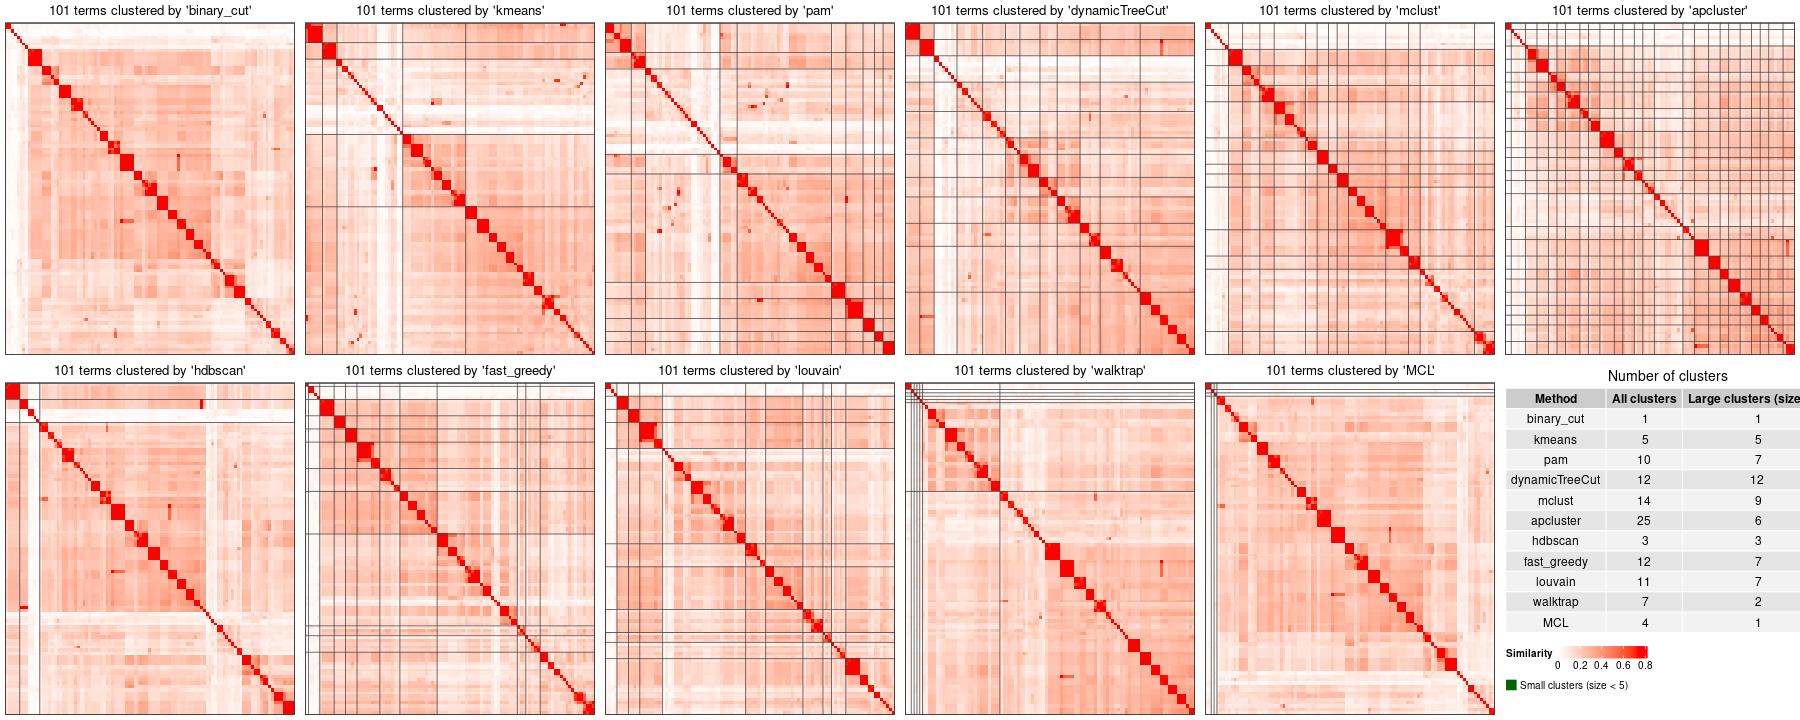 101 terms clustered by 'binary_cut'
101 terms clustered by 'kmeans'
101 terms clustered by 'pam'
101 terms clustered by 'dynamicTreeCut'
101 terms clustered by 'mclust'
101 terms clustered by 'apcluster'
101 terms clustered by 'hdbscan'
101 terms clustered by 'fast_greedy'
101 terms clustered by 'louvain'
101 terms clustered by 'walktrap'
101 terms clustered by 'MCL'
Number of clusters
Method All clusters Large clusters (size
binary_cut 1 1
kmeans 5 5
pam 10 7
dynamicTreeCut 12 12
mclust 14 9
apcluster 25 6
hdbscan 3 3
fast_greedy 12 7
louvain 11 7
walktrap 7 2
MCL 4 1
Similarity
0 0.2 0.4 0.6 0.8
Small clusters (size < 5)